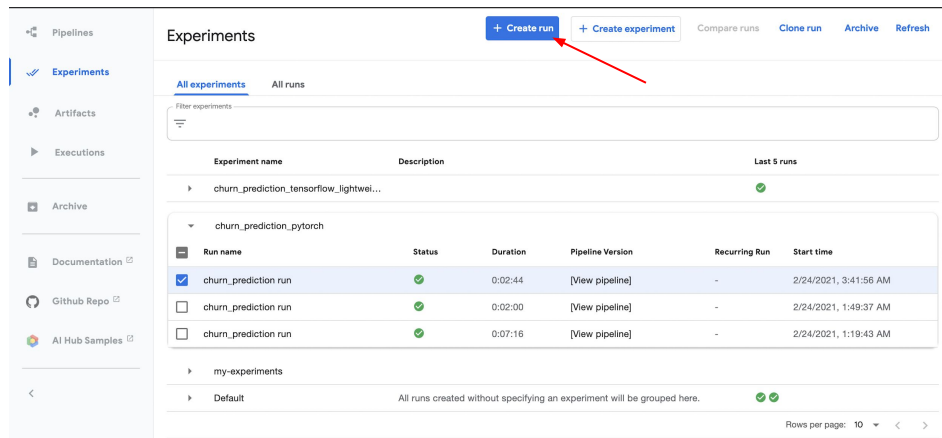 Pipelines
Experiments
Artifacts
Executions
Archive
Documentation
Github Repo
AI Hub Samples
Experiments
+ Create run
+ Create experiment
Compare runs
Clone run
Archive
Refresh
All experiments
All runs
Filter experiments
Experiment name Description Last 5 runs
churn_prediction_tensorflow_lightwei...
churn_prediction_pytorch
Run name Status Duration Pipeline Version Recurring Run Start time
churn_prediction run 0:02:44 [View pipeline] - 2/24/2021, 3:41:56 AM
churn_prediction run 0:02:00 [View pipeline] - 2/24/2021, 1:49:37 AM
churn_prediction run 0:07:16 [View pipeline] - 2/24/2021, 1:19:43 AM
my-experiments
Default All runs created without specifying an experiment will be grouped here.
Rows per page: 10